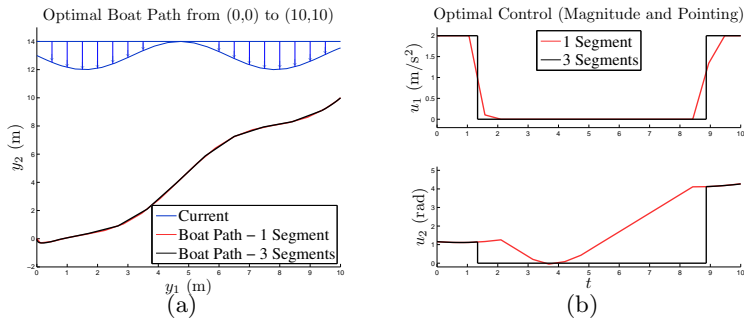 Optimal Boat Path from (0,0) to (10,10)
14
12
10
8
6
4
2
0
−2
y2 (m)
Current
Boat Path − 1 Segment
Boat Path − 3 Segments
0 1 2 3 4 5 6 7 8 9 10
y1 (m)
(a)
Optimal Control (Magnitude and Pointing)
2
1.5
1
0.5
0
u1 (m/s²)
1 Segment
3 Segments
0 1 2 3 4 5 6 7 8 9 10
5
4
3
2
1
0
u2 (rad)
0 1 2 3 4 5 6 7 8 9 10
t
(b)